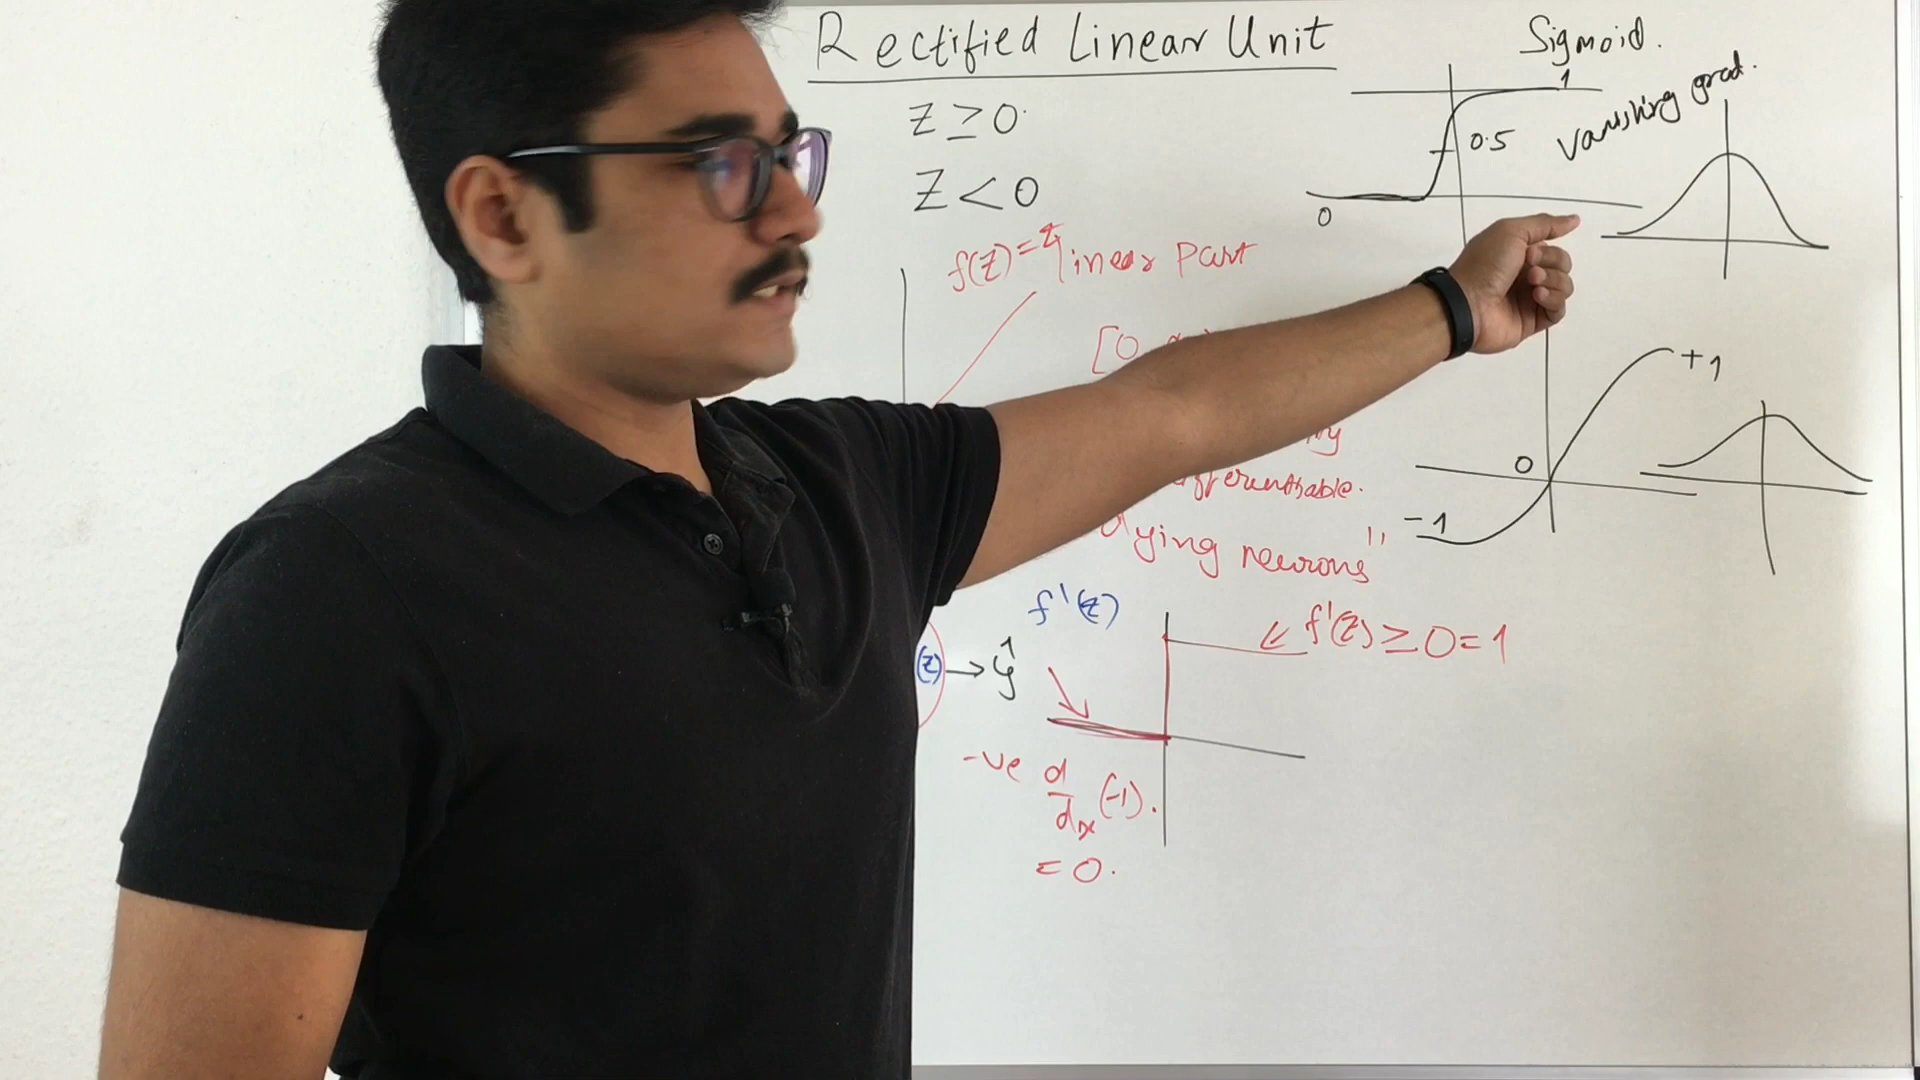 Rectified Linear Unit
Z ≥ 0
Z < 0
f(Z) = Z linear Part
[0
"dying neurons"
f'(z)
(z) → ŷ
f'(z) ≥ 0 = 1
-ve d/dx (-1).
= 0.
Sigmoid.
1
0.5
0
vanishing grad.
+1
0
-1